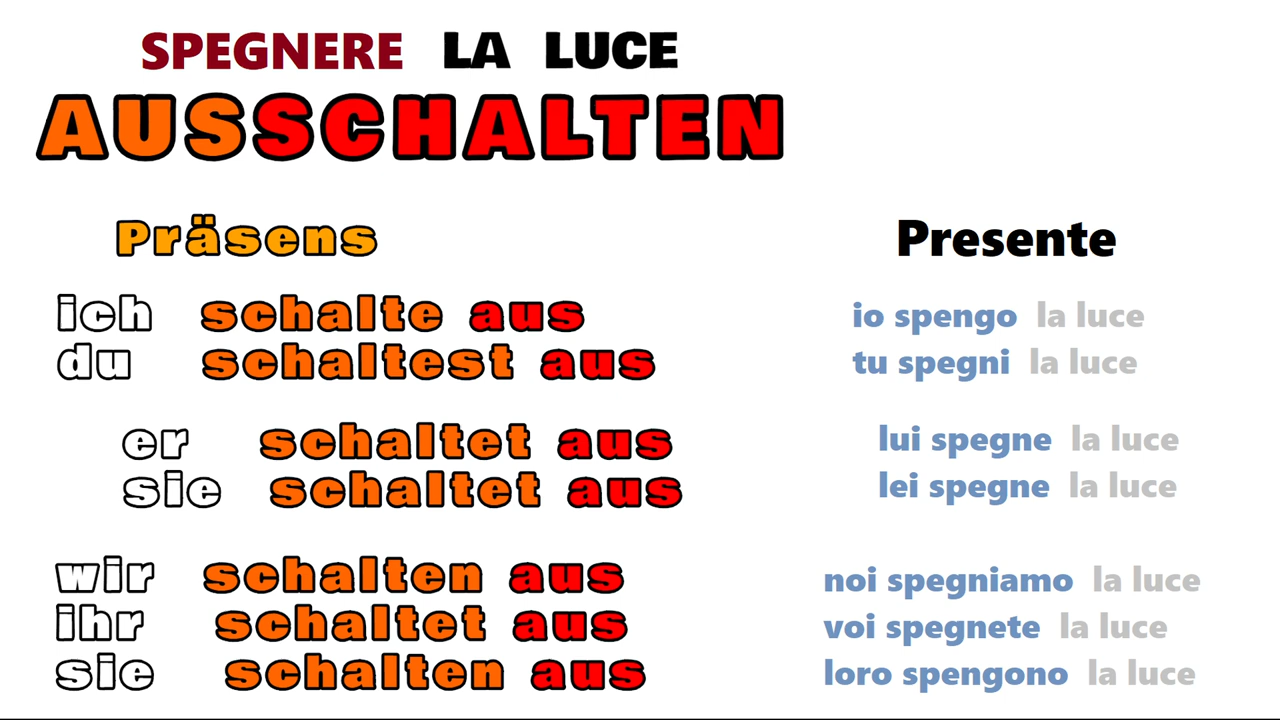 SPEGNERE LA LUCE
AUSSCHALTEN
Präsens
ich schalte aus
du schaltest aus
er schaltet aus
sie schaltet aus
wir schalten aus
ihr schaltet aus
sie schalten aus
Presente
io spengo la luce
tu spegni la luce
lui spegne la luce
lei spegne la luce
noi spegniamo la luce
voi spegnete la luce
loro spengono la luce